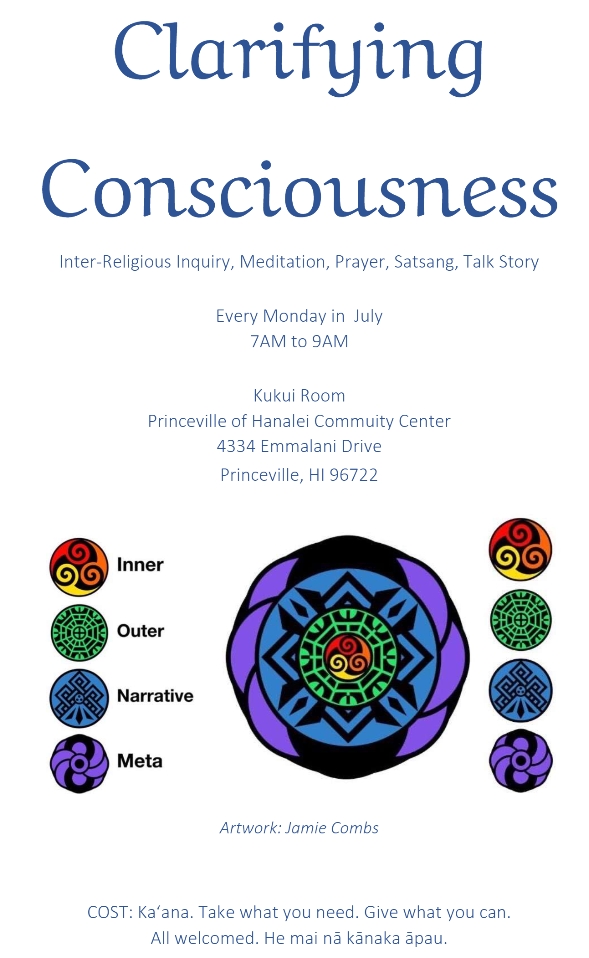 Clarifying
Consciousness
Inter-Religious Inquiry, Meditation, Prayer, Satsang, Talk Story
Every Monday in  July
7AM to 9AM
Kukui Room
Princeville of Hanalei Commuity Center
4334 Emmalani Drive
Princeville, HI 96722
Inner
Outer
Narrative
Meta
Artwork: Jamie Combs
COST: Kaʻana. Take what you need. Give what you can.
All welcomed. He mai nā kānaka āpau.